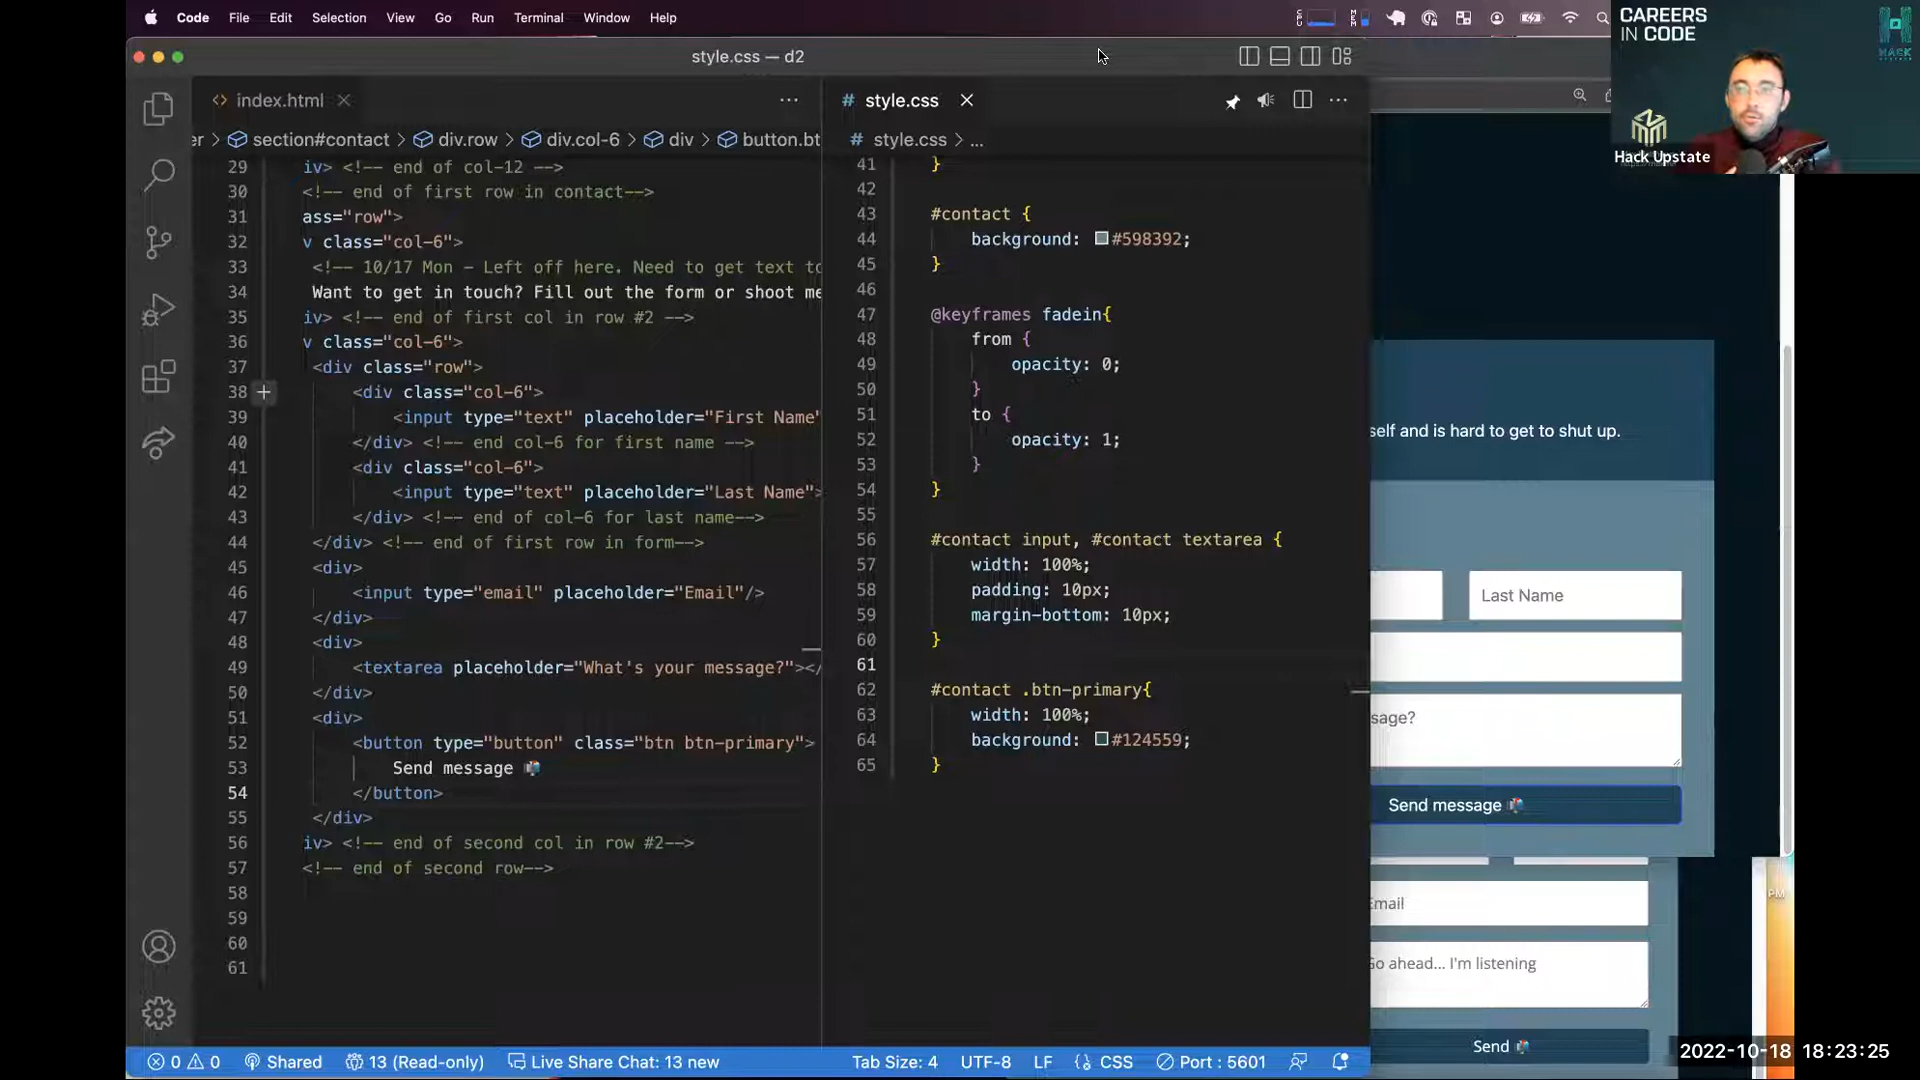 Code File Edit Selection View Go Run Terminal Window Help
CAREERS
IN CODE
HACK
UPSTATE
Hack Upstate
style.css — d2
index.html
er > section#contact > div.row > div.col-6 > div > button.bt
29 iv> <!-- end of col-12 -->
30 <!-- end of first row in contact-->
31 ass="row">
32 v class="col-6">
33 <!-- 10/17 Mon - Left off here. Need to get text to
34 Want to get in touch? Fill out the form or shoot me
35 iv> <!-- end of first col in row #2 -->
36 v class="col-6">
37 <div class="row">
38 <div class="col-6">
39 <input type="text" placeholder="First Name"
40 </div> <!-- end col-6 for first name -->
41 <div class="col-6">
42 <input type="text" placeholder="Last Name">
43 </div> <!-- end of col-6 for last name-->
44 </div> <!-- end of first row in form-->
45 <div>
46 <input type="email" placeholder="Email"/>
47 </div>
48 <div>
49 <textarea placeholder="What's your message?"></
50 </div>
51 <div>
52 <button type="button" class="btn btn-primary">
53 Send message
54 </button>
55 </div>
56 iv> <!-- end of second col in row #2-->
57 <!-- end of second row-->
58
59
60
61
# style.css
# style.css > ...
41 }
42
43 #contact {
44 background: #598392;
45 }
46
47 @keyframes fadein{
48 from {
49 opacity: 0;
50 }
51 to {
52 opacity: 1;
53 }
54 }
55
56 #contact input, #contact textarea {
57 width: 100%;
58 padding: 10px;
59 margin-bottom: 10px;
60 }
61
62 #contact .btn-primary{
63 width: 100%;
64 background: #124559;
65 }
self and is hard to get to shut up.
Last Name
sage?
Send message
Email
Go ahead... I'm listening
Send
PM
0 0 Shared 13 (Read-only) Live Share Chat: 13 new Tab Size: 4 UTF-8 LF {} CSS Port : 5601
2022-10-18 18:23:25